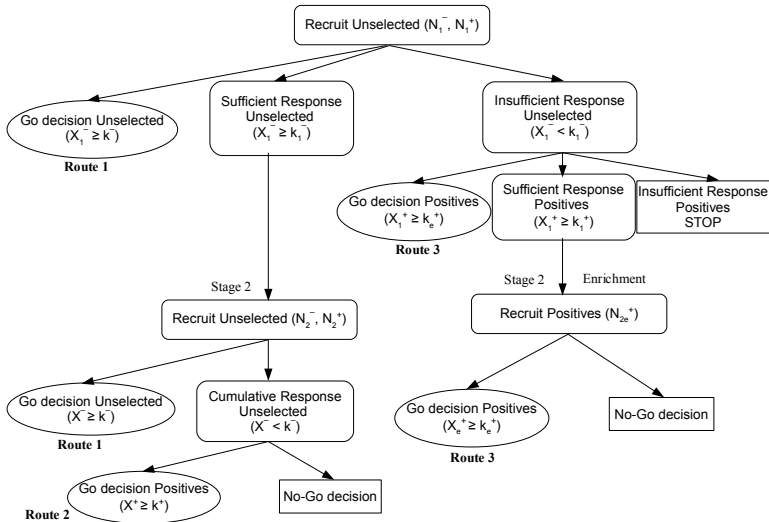 Recruit Unselected (N₁⁻, N₁⁺)
Go decision Unselected
(X₁⁻ ≥ k⁻)
Route 1
Sufficient Response
Unselected
(X₁⁻ ≥ k₁⁻)
Insufficient Response
Unselected
(X₁⁻ < k₁⁻)
Go decision Positives
(X₁⁺ ≥ kₑ⁺)
Route 3
Sufficient Response
Positives
(X₁⁺ ≥ k₁⁺)
Insufficient Response
Positives
STOP
Stage 2
Recruit Unselected (N₂⁻, N₂⁺)
Stage 2 Enrichment
Recruit Positives (N₂ₑ⁺)
Go decision Unselected
(X⁻ ≥ k⁻)
Route 1
Cumulative Response
Unselected
(X⁻ < k⁻)
Go decision Positives
(Xₑ⁺ ≥ kₑ⁺)
Route 3
No-Go decision
Go decision Positives
(X⁺ ≥ k⁺)
Route 2
No-Go decision